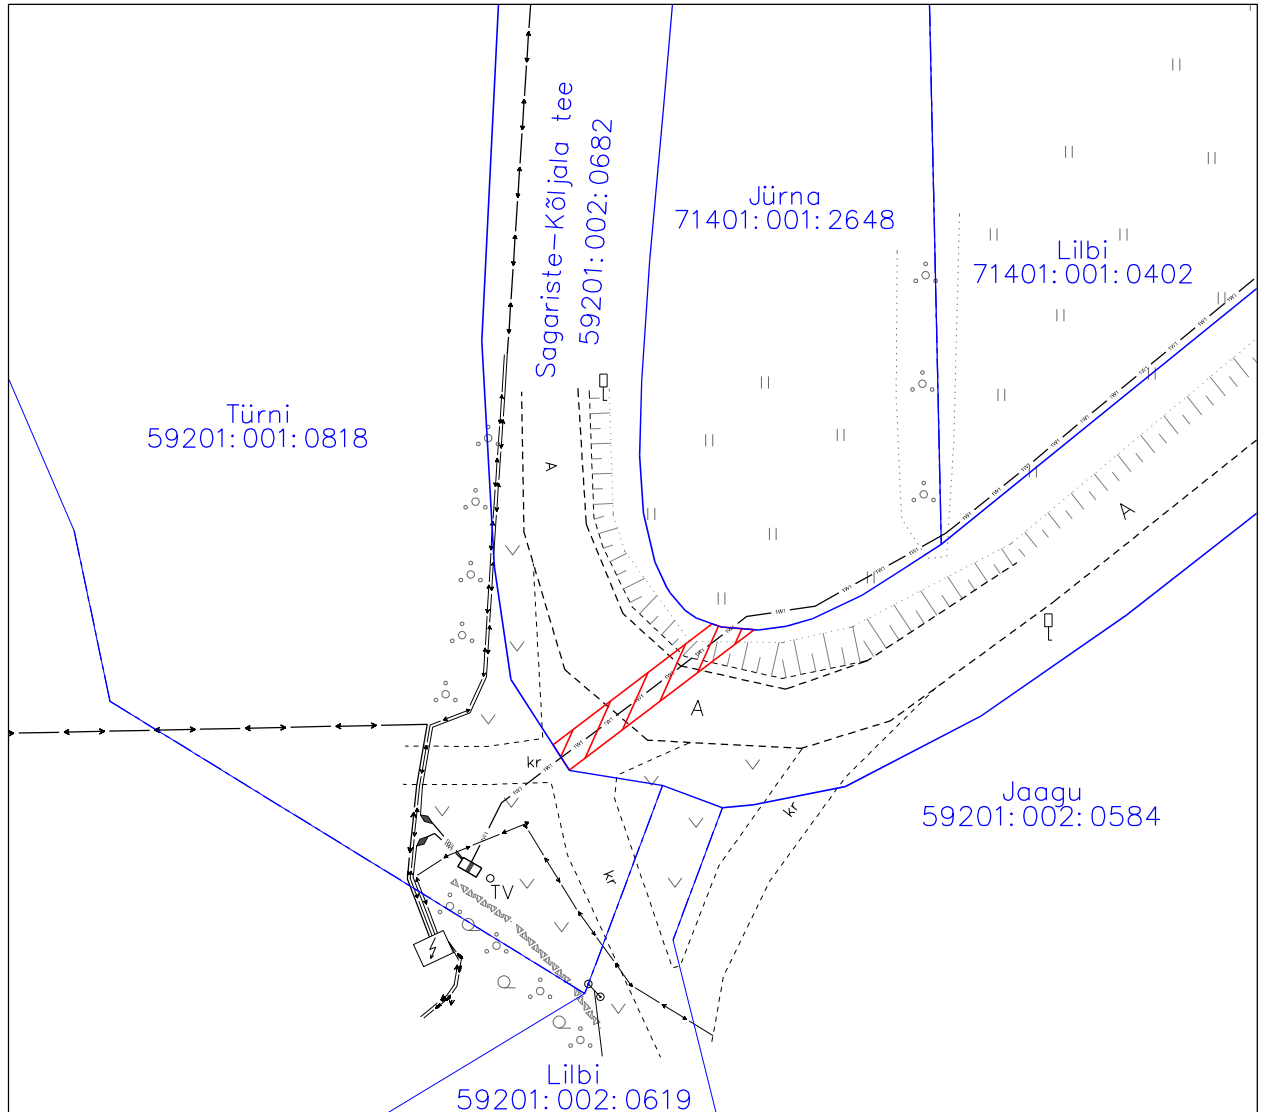 Sagariste-Kõljala tee
59201:002:0682
Jürna
71401:001:2648
Lilbi
71401:001:0402
Türni
59201:001:0818
A
A
A
kr
kr
kr
Jaagu
59201:002:0584
TV
Lilbi
59201:002:0619